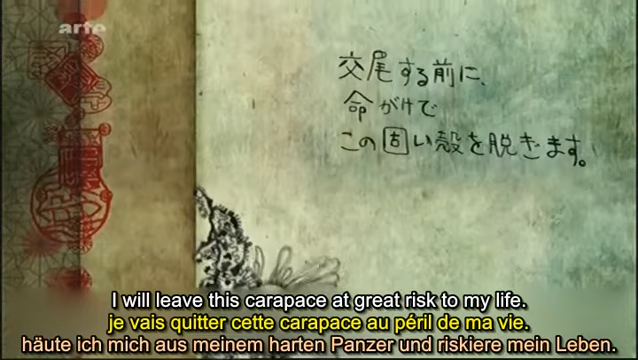 arte
交尾する前に、
命がけで
この固い殻を脱ぎます。
I will leave this carapace at great risk to my life.
je vais quitter cette carapace au péril de ma vie.
häute ich mich aus meinem harten Panzer und riskiere mein Leben.